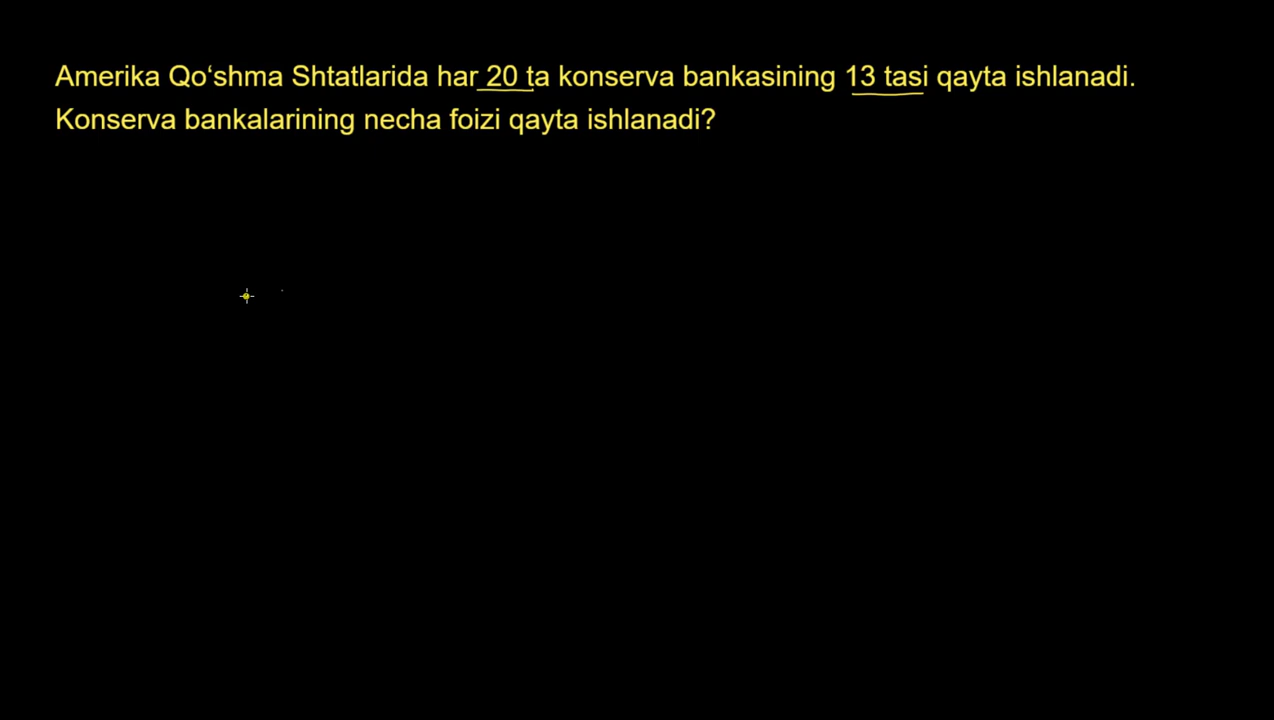 Amerika Qo‘shma Shtatlarida har 20 ta konserva bankasining 13 tasi qayta ishlanadi.
Konserva bankalarining necha foizi qayta ishlanadi?